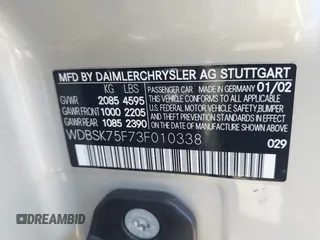 MFD BY DAIMLERCHRYSLER AG STUTTGART
KG LBS PASSENGER CAR MADE IN GERMANY 01/02
GVWR 2085 4595
GAWR FRONT 1000 2205
GAWR REAR 1085 2390
THIS VEHICLE CONFORMS TO ALL APPLICABLE
U.S. FEDERAL MOTOR VEHICLE SAFETY, BUMPER,
AND THEFT PREVENTION STANDARDS IN EFFECT
ON THE DATE OF MANUFACTURE SHOWN ABOVE.
WDBSK75F73F010338
029
DREAMBID